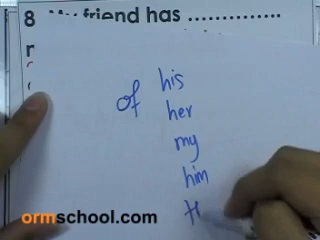 8 My friend has ..............
of his
her
my
him
ormschool.com